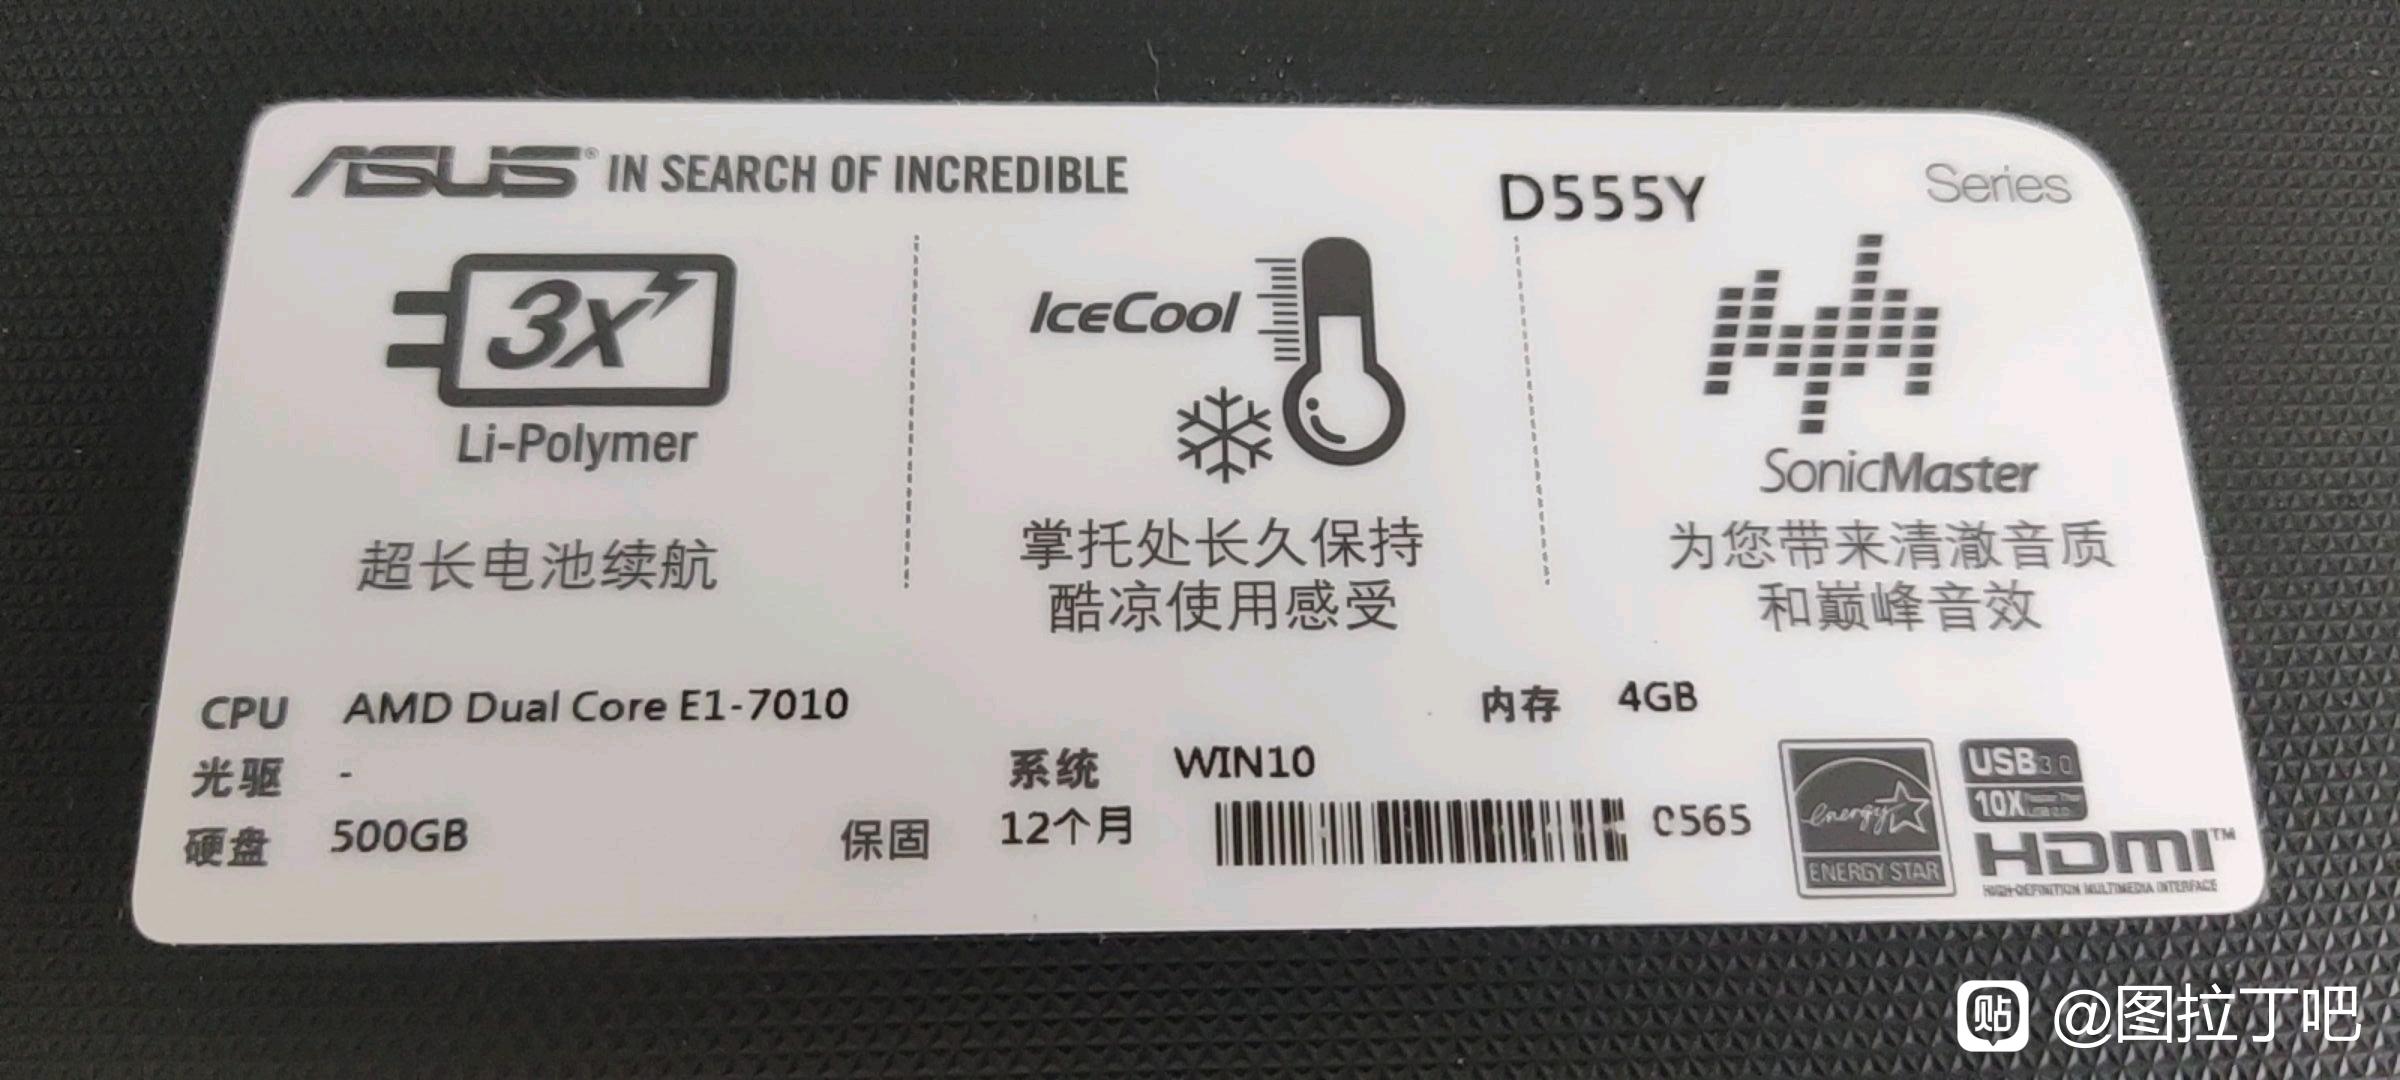 ASUS® IN SEARCH OF INCREDIBLE
D555Y
Series
3X
Li-Polymer
超长电池续航
IceCool
掌托处长久保持
酷凉使用感受
SonicMaster
为您带来清澈音质
和巅峰音效
CPU AMD Dual Core E1-7010
内存 4GB
光驱 -
系统 WIN10
硬盘 500GB
保固 12个月
C565
energy
ENERGY STAR
USB3.0
10X
HDMI™
HIGH-DEFINITION MULTIMEDIA INTERFACE
贴 @图拉丁吧